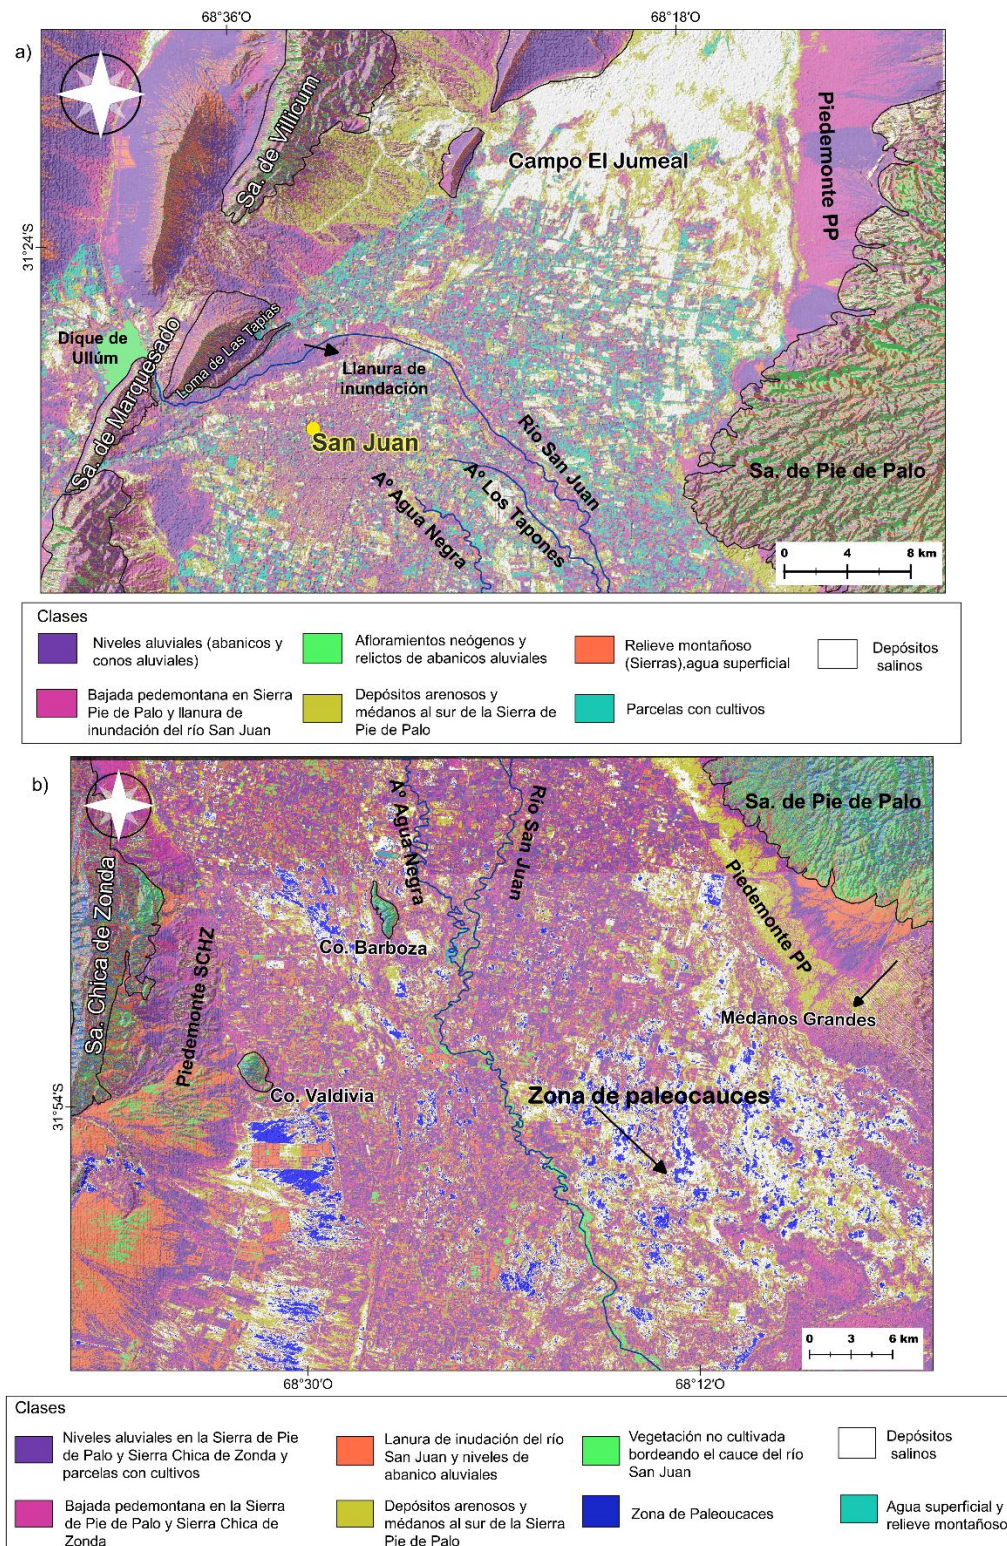 68°36'O
68°18'O
a)
Sa. de Villicum
Campo El Jumeal
Piedemonte PP
31°24'S
Dique de
Ullúm
Loma de Las Tapias
Sa. de Marquesado
Llanura de
inundación
San Juan
Río San Juan
Aº Los Tapones
Aº Agua Negra
Sa. de Pie de Palo
0 4 8 km
Clases
Niveles aluviales (abanicos y
conos aluviales)
Afloramientos neógenos y
relictos de abanicos aluviales
Relieve montañoso
(Sierras),agua superficial
Depósitos
salinos
Bajada pedemontana en Sierra
Pie de Palo y llanura de
inundación del río San Juan
Depósitos arenosos y
médanos al sur de la Sierra de
Pie de Palo
Parcelas con cultivos
b)
Sa. de Pie de Palo
Aº Agua Negra
Río San Juan
Sa. Chica de Zonda
Piedemonte SCHZ
Co. Barboza
Piedemonte PP
Médanos Grandes
Co. Valdivia
Zona de paleocauces
31°54'S
0 3 6 km
68°30'O
68°12'O
Clases
Niveles aluviales en la Sierra de Pie
de Palo y Sierra Chica de Zonda y
parcelas con cultivos
Lanura de inudación del río
San Juan y niveles de
abanico aluviales
Vegetación no cultivada
bordeando el cauce del río
San Juan
Depósitos
salinos
Bajada pedemontana en la Sierra
de Pie de Palo y Sierra Chica de
Zonda
Depósitos arenosos y
médanos al sur de la Sierra
Pie de Palo
Zona de Paleoucaces
Agua superficial y
relieve montañoso